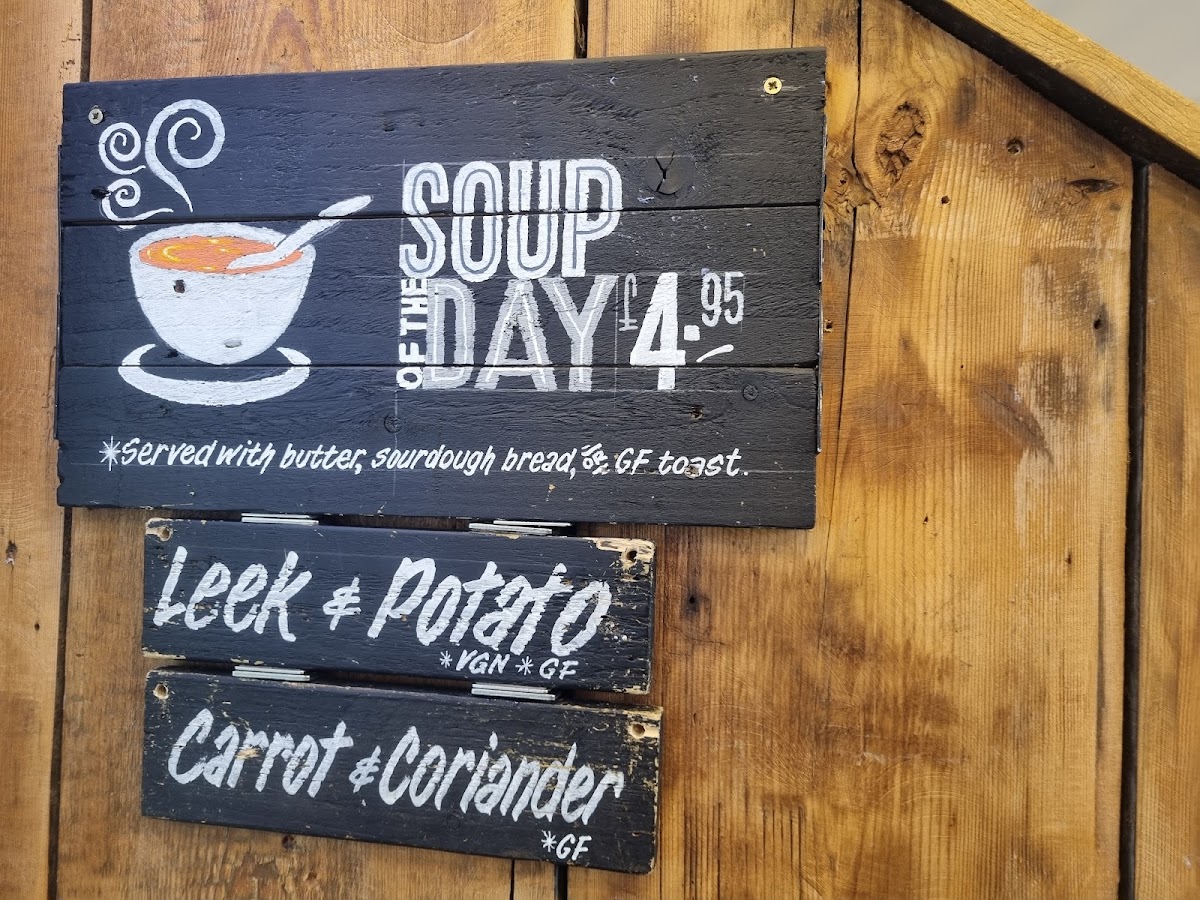 SOUP
OF THE DAY £4.95
*Served with butter, sourdough bread, or GF toast.
Leek & Potato
*VGN *GF
Carrot & Coriander
*GF